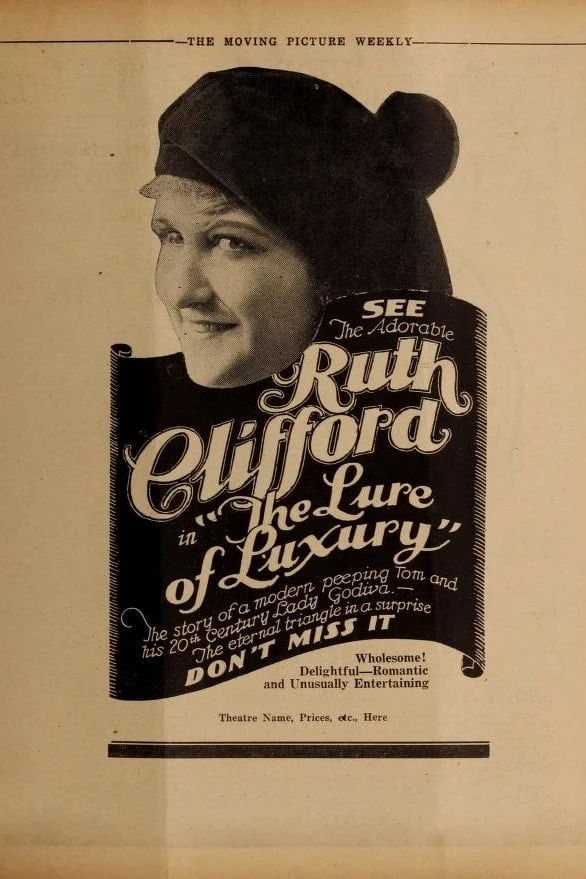 THE MOVING PICTURE WEEKLY
SEE
The Adorable
Ruth
Clifford
in "The Lure
of Luxury"
The story of a modern peeping Tom and
his 20th Century Lady Godiva.—
The eternal triangle in a surprise
DON'T MISS IT
Wholesome!
Delightful—Romantic
and Unusually Entertaining
Theatre Name, Prices, etc., Here